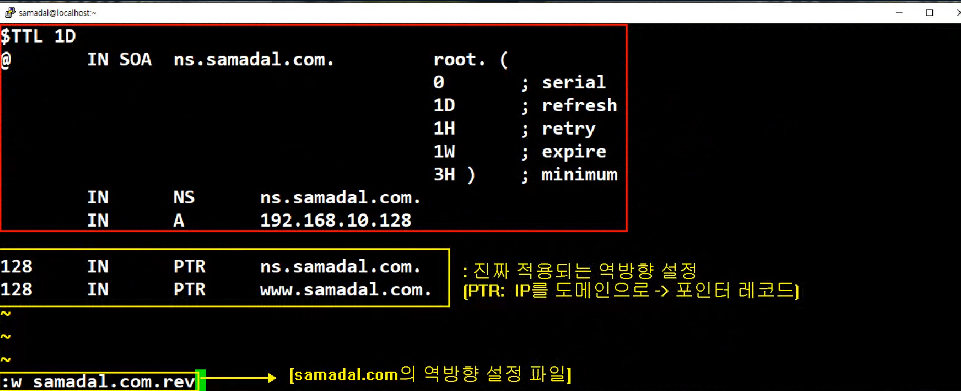 samadal@localhost:~
$TTL 1D
@ IN SOA ns.samadal.com. root. (
0 ; serial
1D ; refresh
1H ; retry
1W ; expire
3H ) ; minimum
IN NS ns.samadal.com.
IN A 192.168.10.128
128 IN PTR ns.samadal.com. : 진짜 적용되는 역방향 설정
128 IN PTR www.samadal.com. (PTR: IP를 도메인으로 -> 포인터 레코드)
~
~
~
:w samadal.com.rev [samadal.com의 역방향 설정 파일]